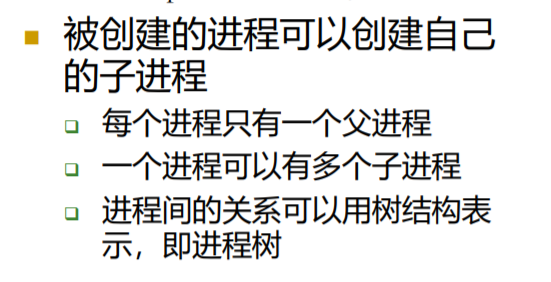 被创建的进程可以创建自己
的子进程
每个进程只有一个父进程
一个进程可以有多个子进程
进程间的关系可以用树结构表
示，即进程树